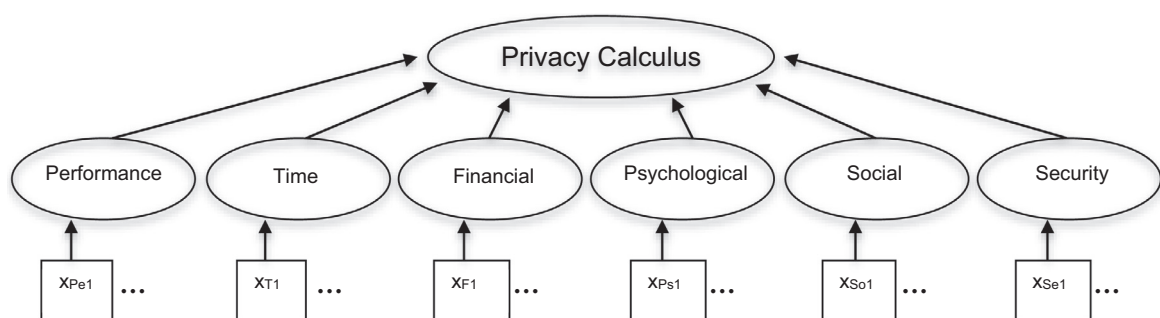 Privacy Calculus
Performance Time Financial Psychological Social Security
xPe1 ... xT1 ... xF1 ... xPs1 ... xSo1 ... xSe1 ...